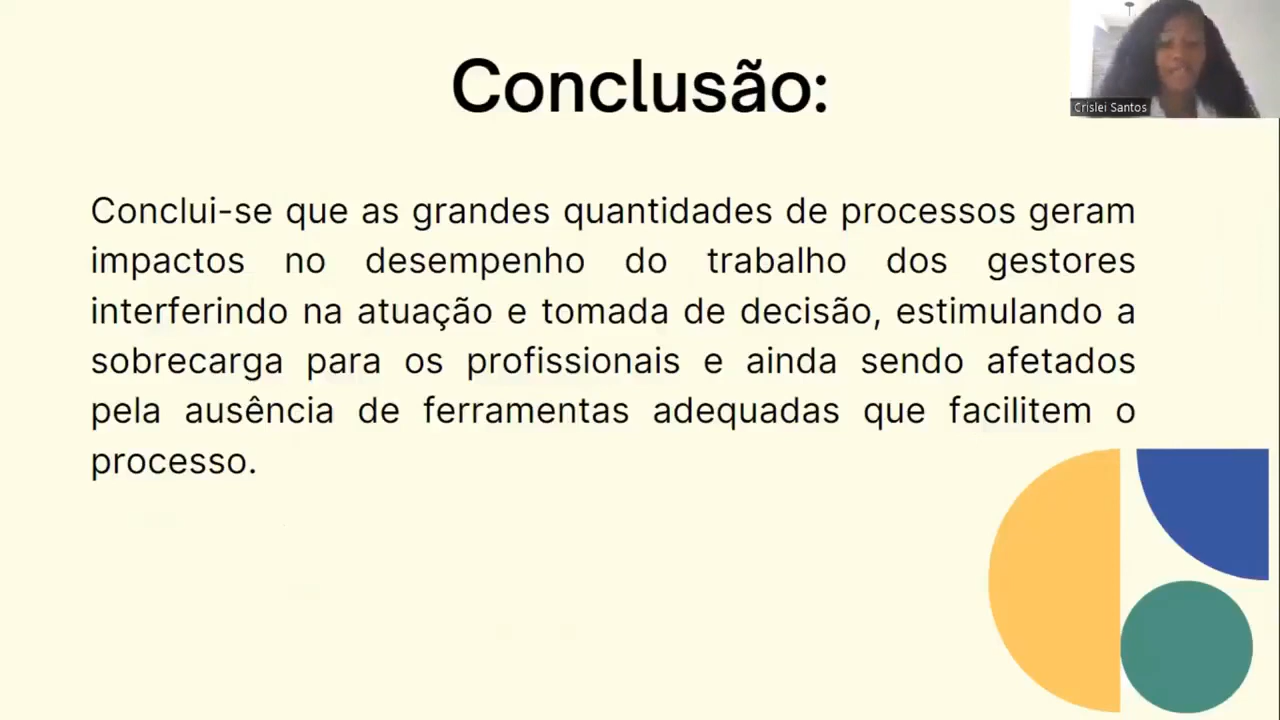 Conclusão:
Crislei Santos
Conclui-se que as grandes quantidades de processos geram
impactos no desempenho do trabalho dos gestores
interferindo na atuação e tomada de decisão, estimulando a
sobrecarga para os profissionais e ainda sendo afetados
pela ausência de ferramentas adequadas que facilitem o
processo.